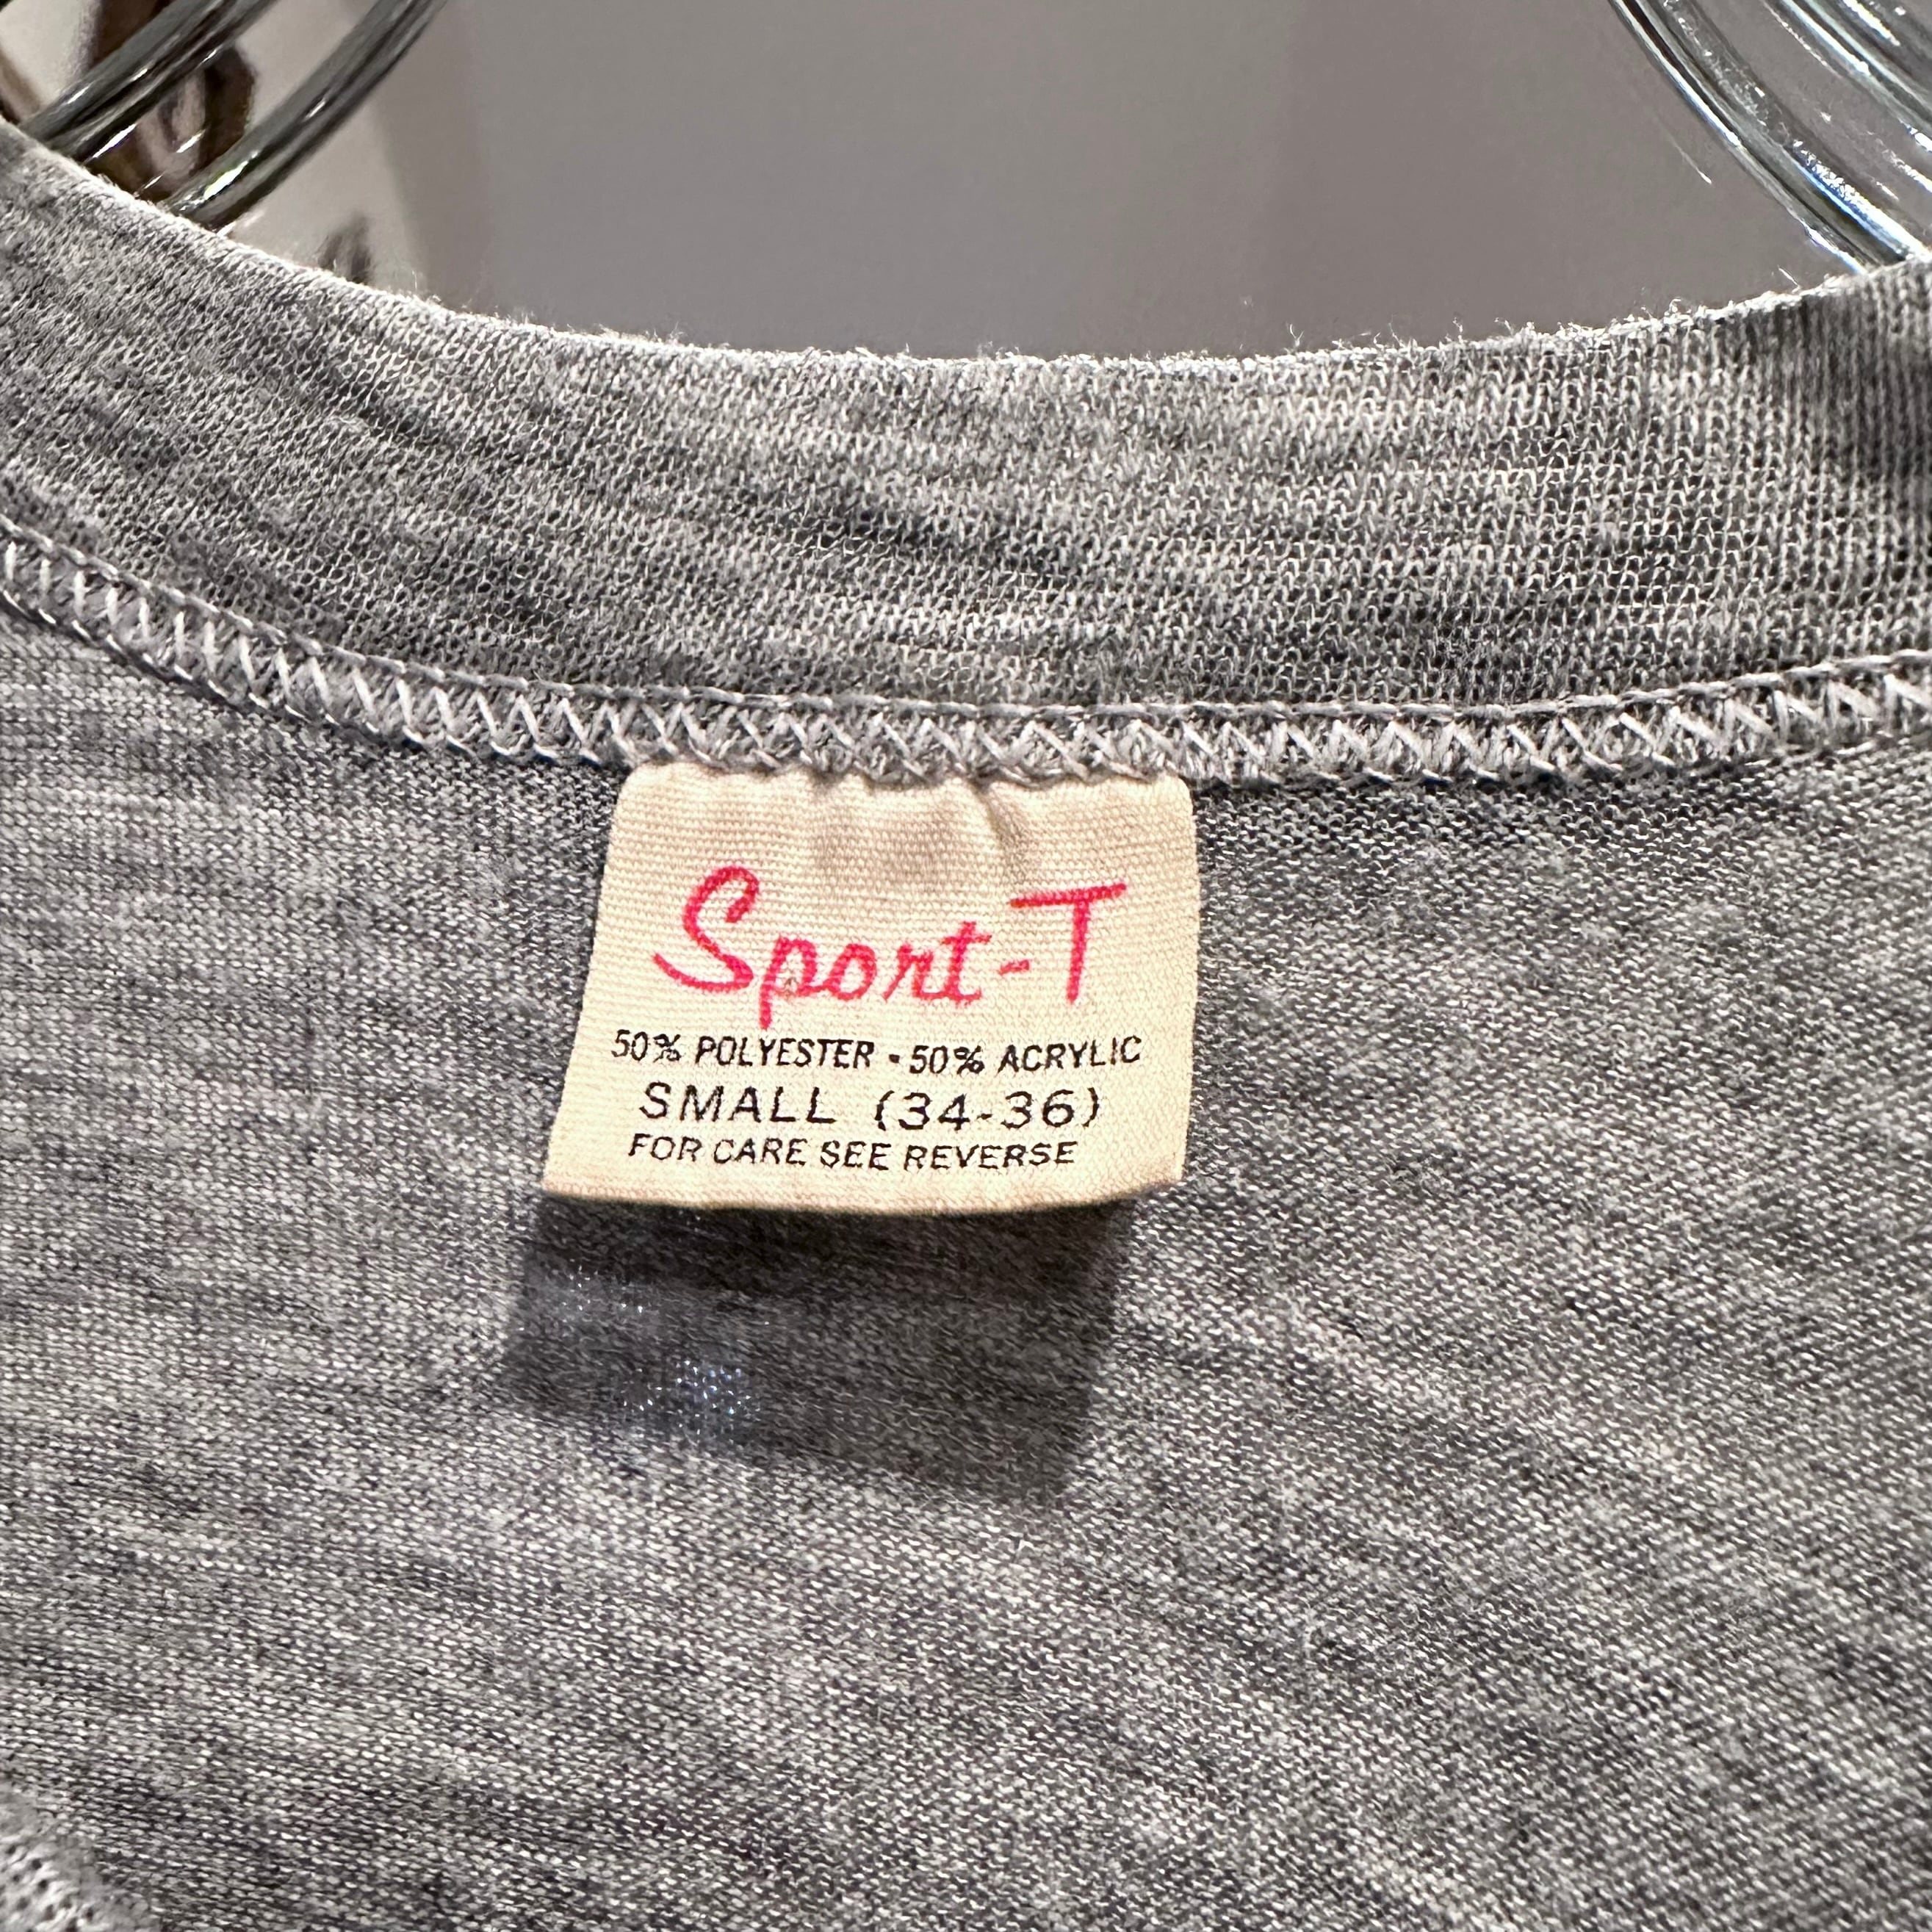 Sport-T
50% POLYESTER - 50% ACRYLIC
SMALL (34-36)
FOR CARE SEE REVERSE